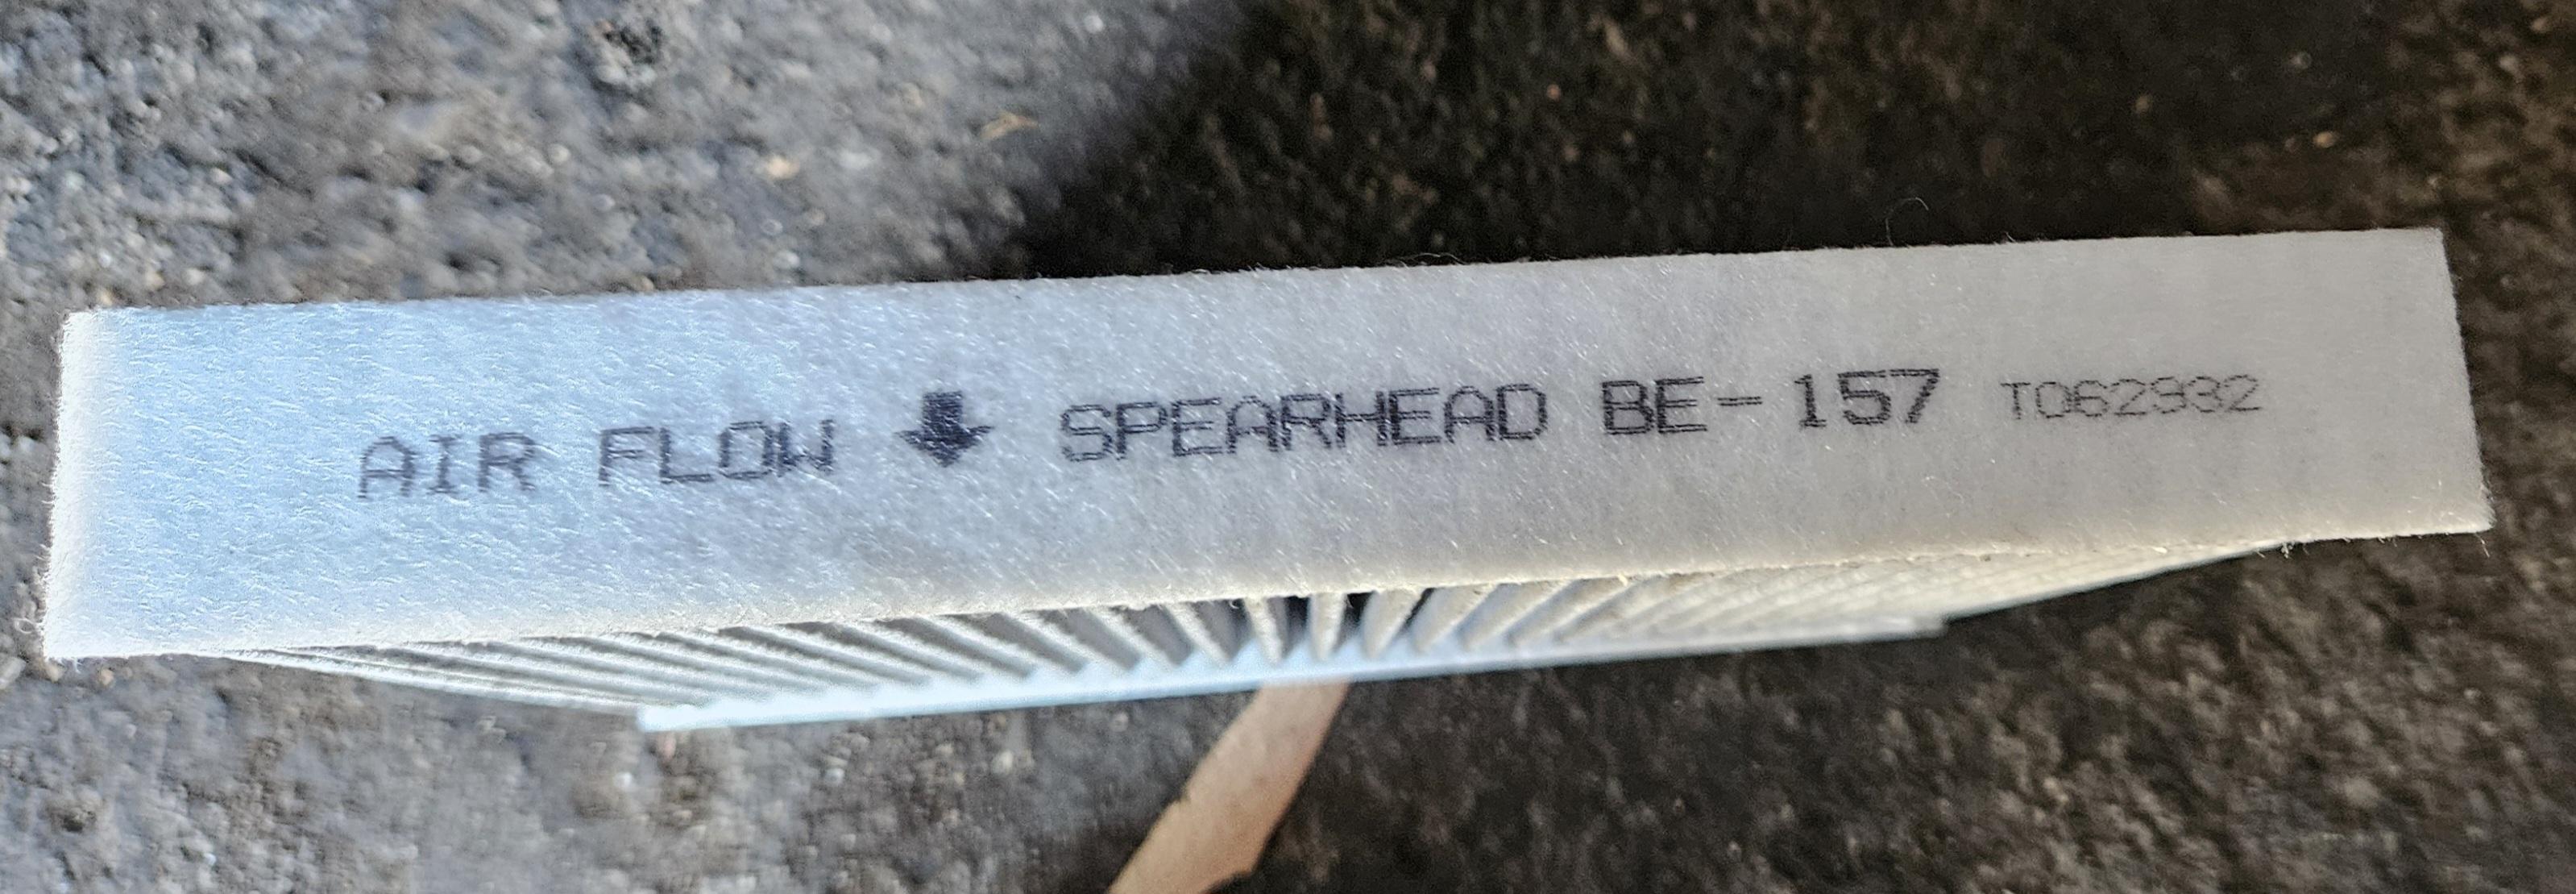 AIR FLOW ⬇ SPEARHEAD BE-157 T062932